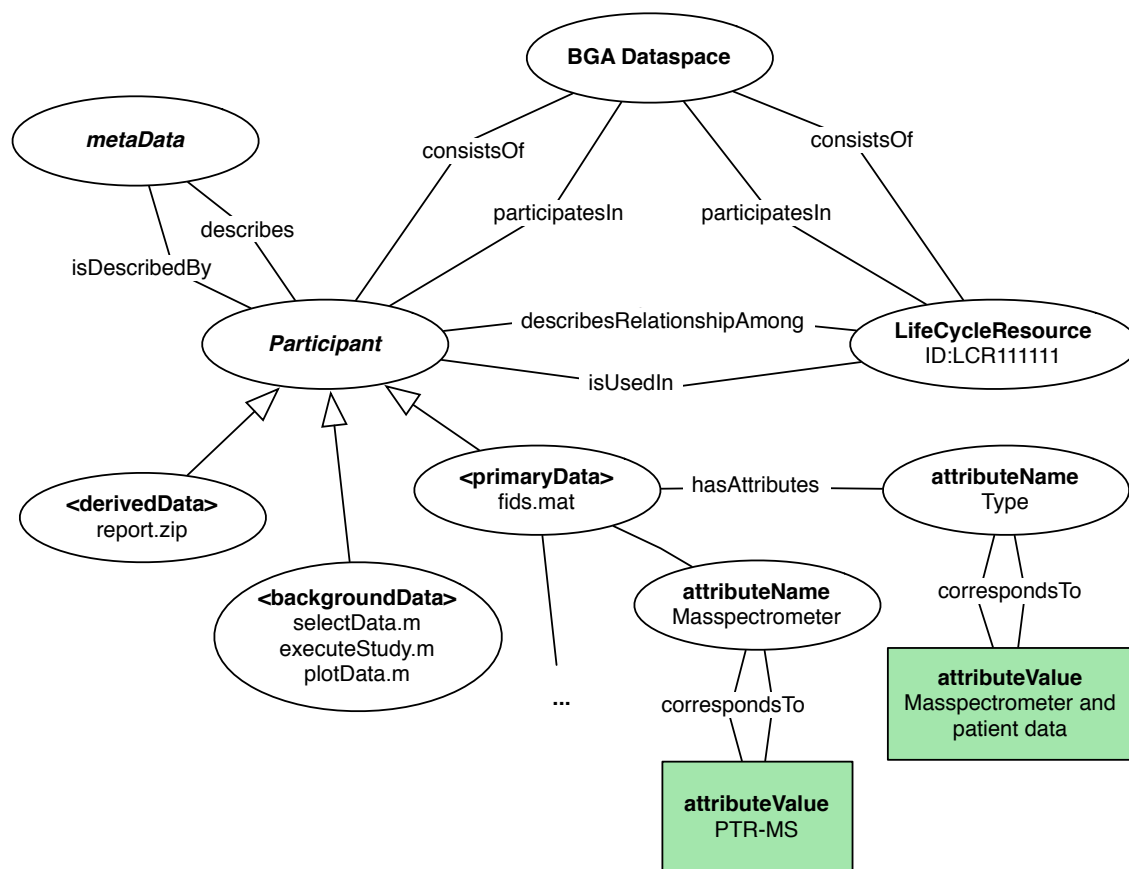 BGA Dataspace
metaData
consistsOf
consistsOf
participatesIn
participatesIn
describes
isDescribedBy
describesRelationshipAmong
Participant
LifeCycleResource
ID:LCR111111
isUsedIn
<derivedData>
report.zip
<primaryData>
fids.mat
hasAttributes
attributeName
Type
<backgroundData>
selectData.m
executeStudy.m
plotData.m
attributeName
Masspectrometer
correspondsTo
...
correspondsTo
attributeValue
Masspectrometer and
patient data
attributeValue
PTR-MS